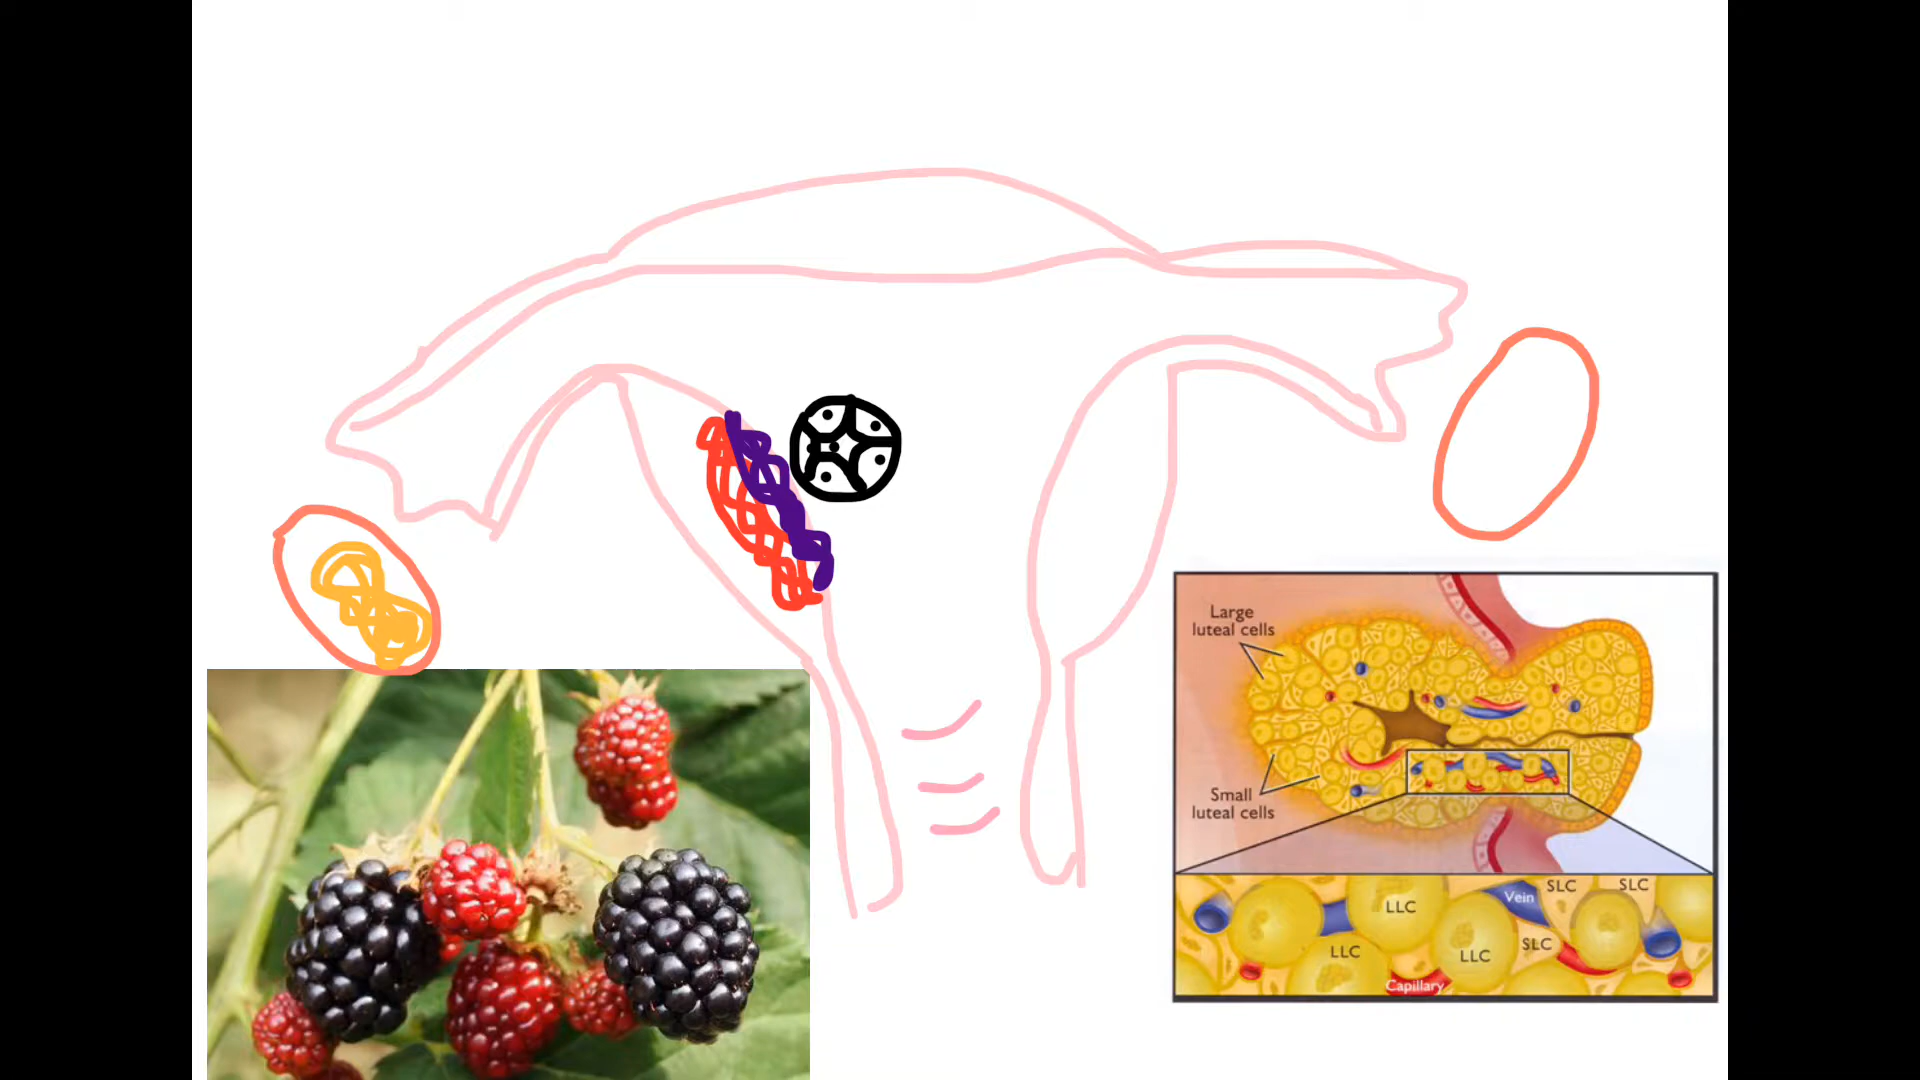 Large
luteal cells
Small
luteal cells
LLC
Vein
SLC
SLC
LLC
LLC
SLC
Capillary